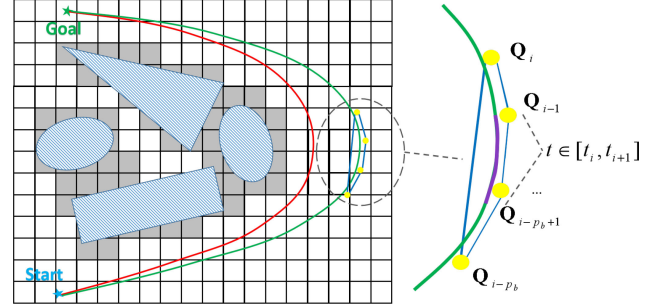 Goal
Start
Q_i
Q_{i-1}
t ∈ [t_i, t_{i+1}]
...
Q_{i-p_b+1}
Q_{i-p_b}